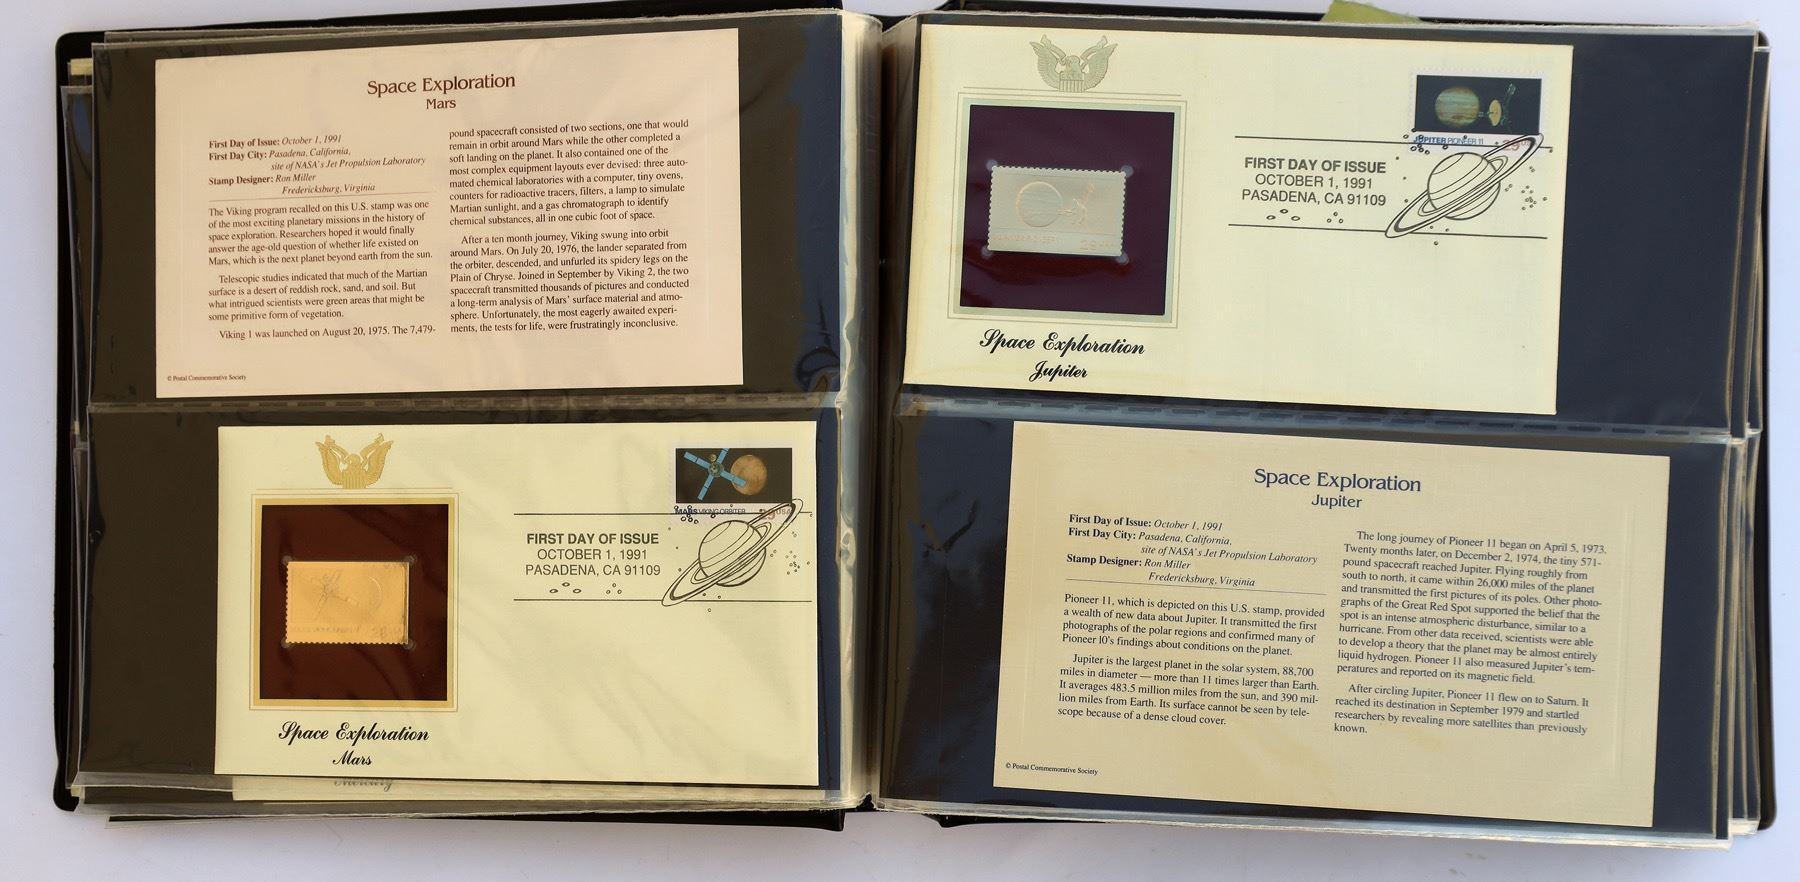 Space Exploration
Mars
First Day of Issue: October 1, 1991
First Day City: Pasadena, California,
site of NASA's Jet Propulsion Laboratory
Stamp Designer: Ron Miller
Fredericksburg, Virginia
The Viking program recalled on this U.S. stamp was one
of the most exciting planetary missions in the history of
space exploration. Researchers hoped it would finally
answer the age-old question of whether life existed on
Mars, which is the next planet beyond earth from the sun.
Telescopic studies indicated that much of the Martian
surface is a desert of reddish rock, sand, and soil. But
what intrigued scientists were green areas that might be
some primitive form of vegetation.
Viking 1 was launched on August 20, 1975. The 7,479-
pound spacecraft consisted of two sections, one that would
remain in orbit around Mars while the other completed a
soft landing on the planet. It also contained one of the
most complex equipment layouts ever devised: three auto-
mated chemical laboratories with a computer, tiny ovens,
counters for radioactive tracers, filters, a lamp to simulate
Martian sunlight, and a gas chromatograph to identify
chemical substances, all in one cubic foot of space.
After a ten month journey, Viking swung into orbit
around Mars. On July 20, 1976, the lander separated from
the orbiter, descended, and unfurled its spidery legs on the
Plain of Chryse. Joined in September by Viking 2, the two
spacecraft transmitted thousands of pictures and conducted
a long-term analysis of Mars' surface material and atmo-
sphere. Unfortunately, the most eagerly awaited experi-
ments, the tests for life, were frustratingly inconclusive.
© Postal Commemorative Society
MARS VIKING ORBITER
29 USA
FIRST DAY OF ISSUE
OCTOBER 1, 1991
PASADENA, CA 91109
Space Exploration
Mars
Mercury
JUPITER PIONEER 11
29
FIRST DAY OF ISSUE
OCTOBER 1, 1991
PASADENA, CA 91109
Space Exploration
Jupiter
Space Exploration
Jupiter
First Day of Issue: October 1, 1991
First Day City: Pasadena, California,
site of NASA's Jet Propulsion Laboratory
Stamp Designer: Ron Miller
Fredericksburg, Virginia
Pioneer 11, which is depicted on this U.S. stamp, provided
a wealth of new data about Jupiter. It transmitted the first
photographs of the polar regions and confirmed many of
Pioneer 10's findings about conditions on the planet.
Jupiter is the largest planet in the solar system, 88,700
miles in diameter — more than 11 times larger than Earth.
It averages 483.5 million miles from the sun, and 390 mil-
lion miles from Earth. Its surface cannot be seen by tele-
scope because of a dense cloud cover.
The long journey of Pioneer 11 began on April 5, 1973.
Twenty months later, on December 2, 1974, the tiny 571-
pound spacecraft reached Jupiter. Flying roughly from
south to north, it came within 26,000 miles of the planet
and transmitted the first pictures of its poles. Other photo-
graphs of the Great Red Spot supported the belief that the
spot is an intense atmospheric disturbance, similar to a
hurricane. From other data received, scientists were able
to develop a theory that the planet may be almost entirely
liquid hydrogen. Pioneer 11 also measured Jupiter's tem-
peratures and reported on its magnetic field.
After circling Jupiter, Pioneer 11 flew on to Saturn. It
reached its destination in September 1979 and startled
researchers by revealing more satellites than previously
known.
© Postal Commemorative Society